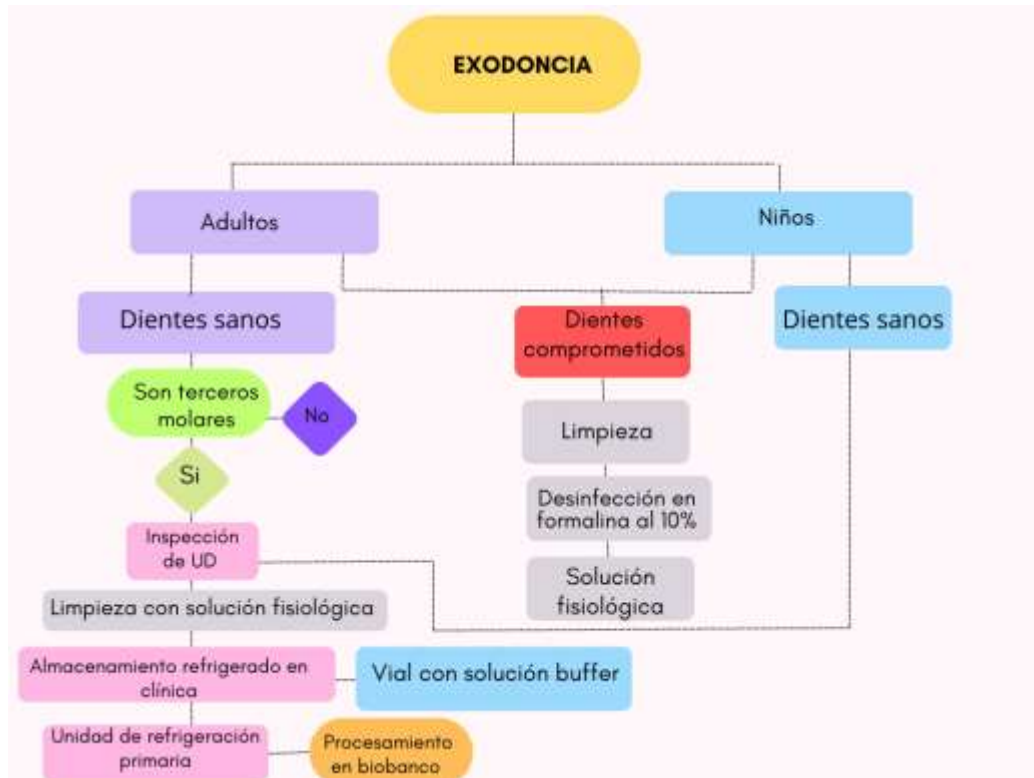 EXODONCIA
Adultos
Niños
Dientes sanos
Dientes
comprometidos
Dientes sanos
Son terceros
molares
No
Limpieza
Si
Desinfección en
formalina al 10%
Inspección
de UD
Solución
fisiológica
Limpieza con solución fisiológica
Almacenamiento refrigerado en
clínica
Vial con solución buffer
Unidad de refrigeración
primaria
Procesamiento
en biobanco